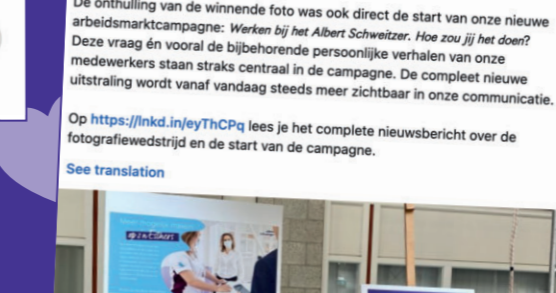 De onthulling van de winnende foto was ook direct de start van onze nieuwe
arbeidsmarktcampagne: Werken bij het Albert Schweitzer. Hoe zou jij het doen?
Deze vraag én vooral de bijbehorende persoonlijke verhalen van onze
medewerkers staan straks centraal in de campagne. De compleet nieuwe
uitstraling wordt vanaf vandaag steeds meer zichtbaar in onze communicatie.
Op https://lnkd.in/eyThCPq lees je het complete nieuwsbericht over de
fotografiewedstrijd en de start van de campagne.
See translation